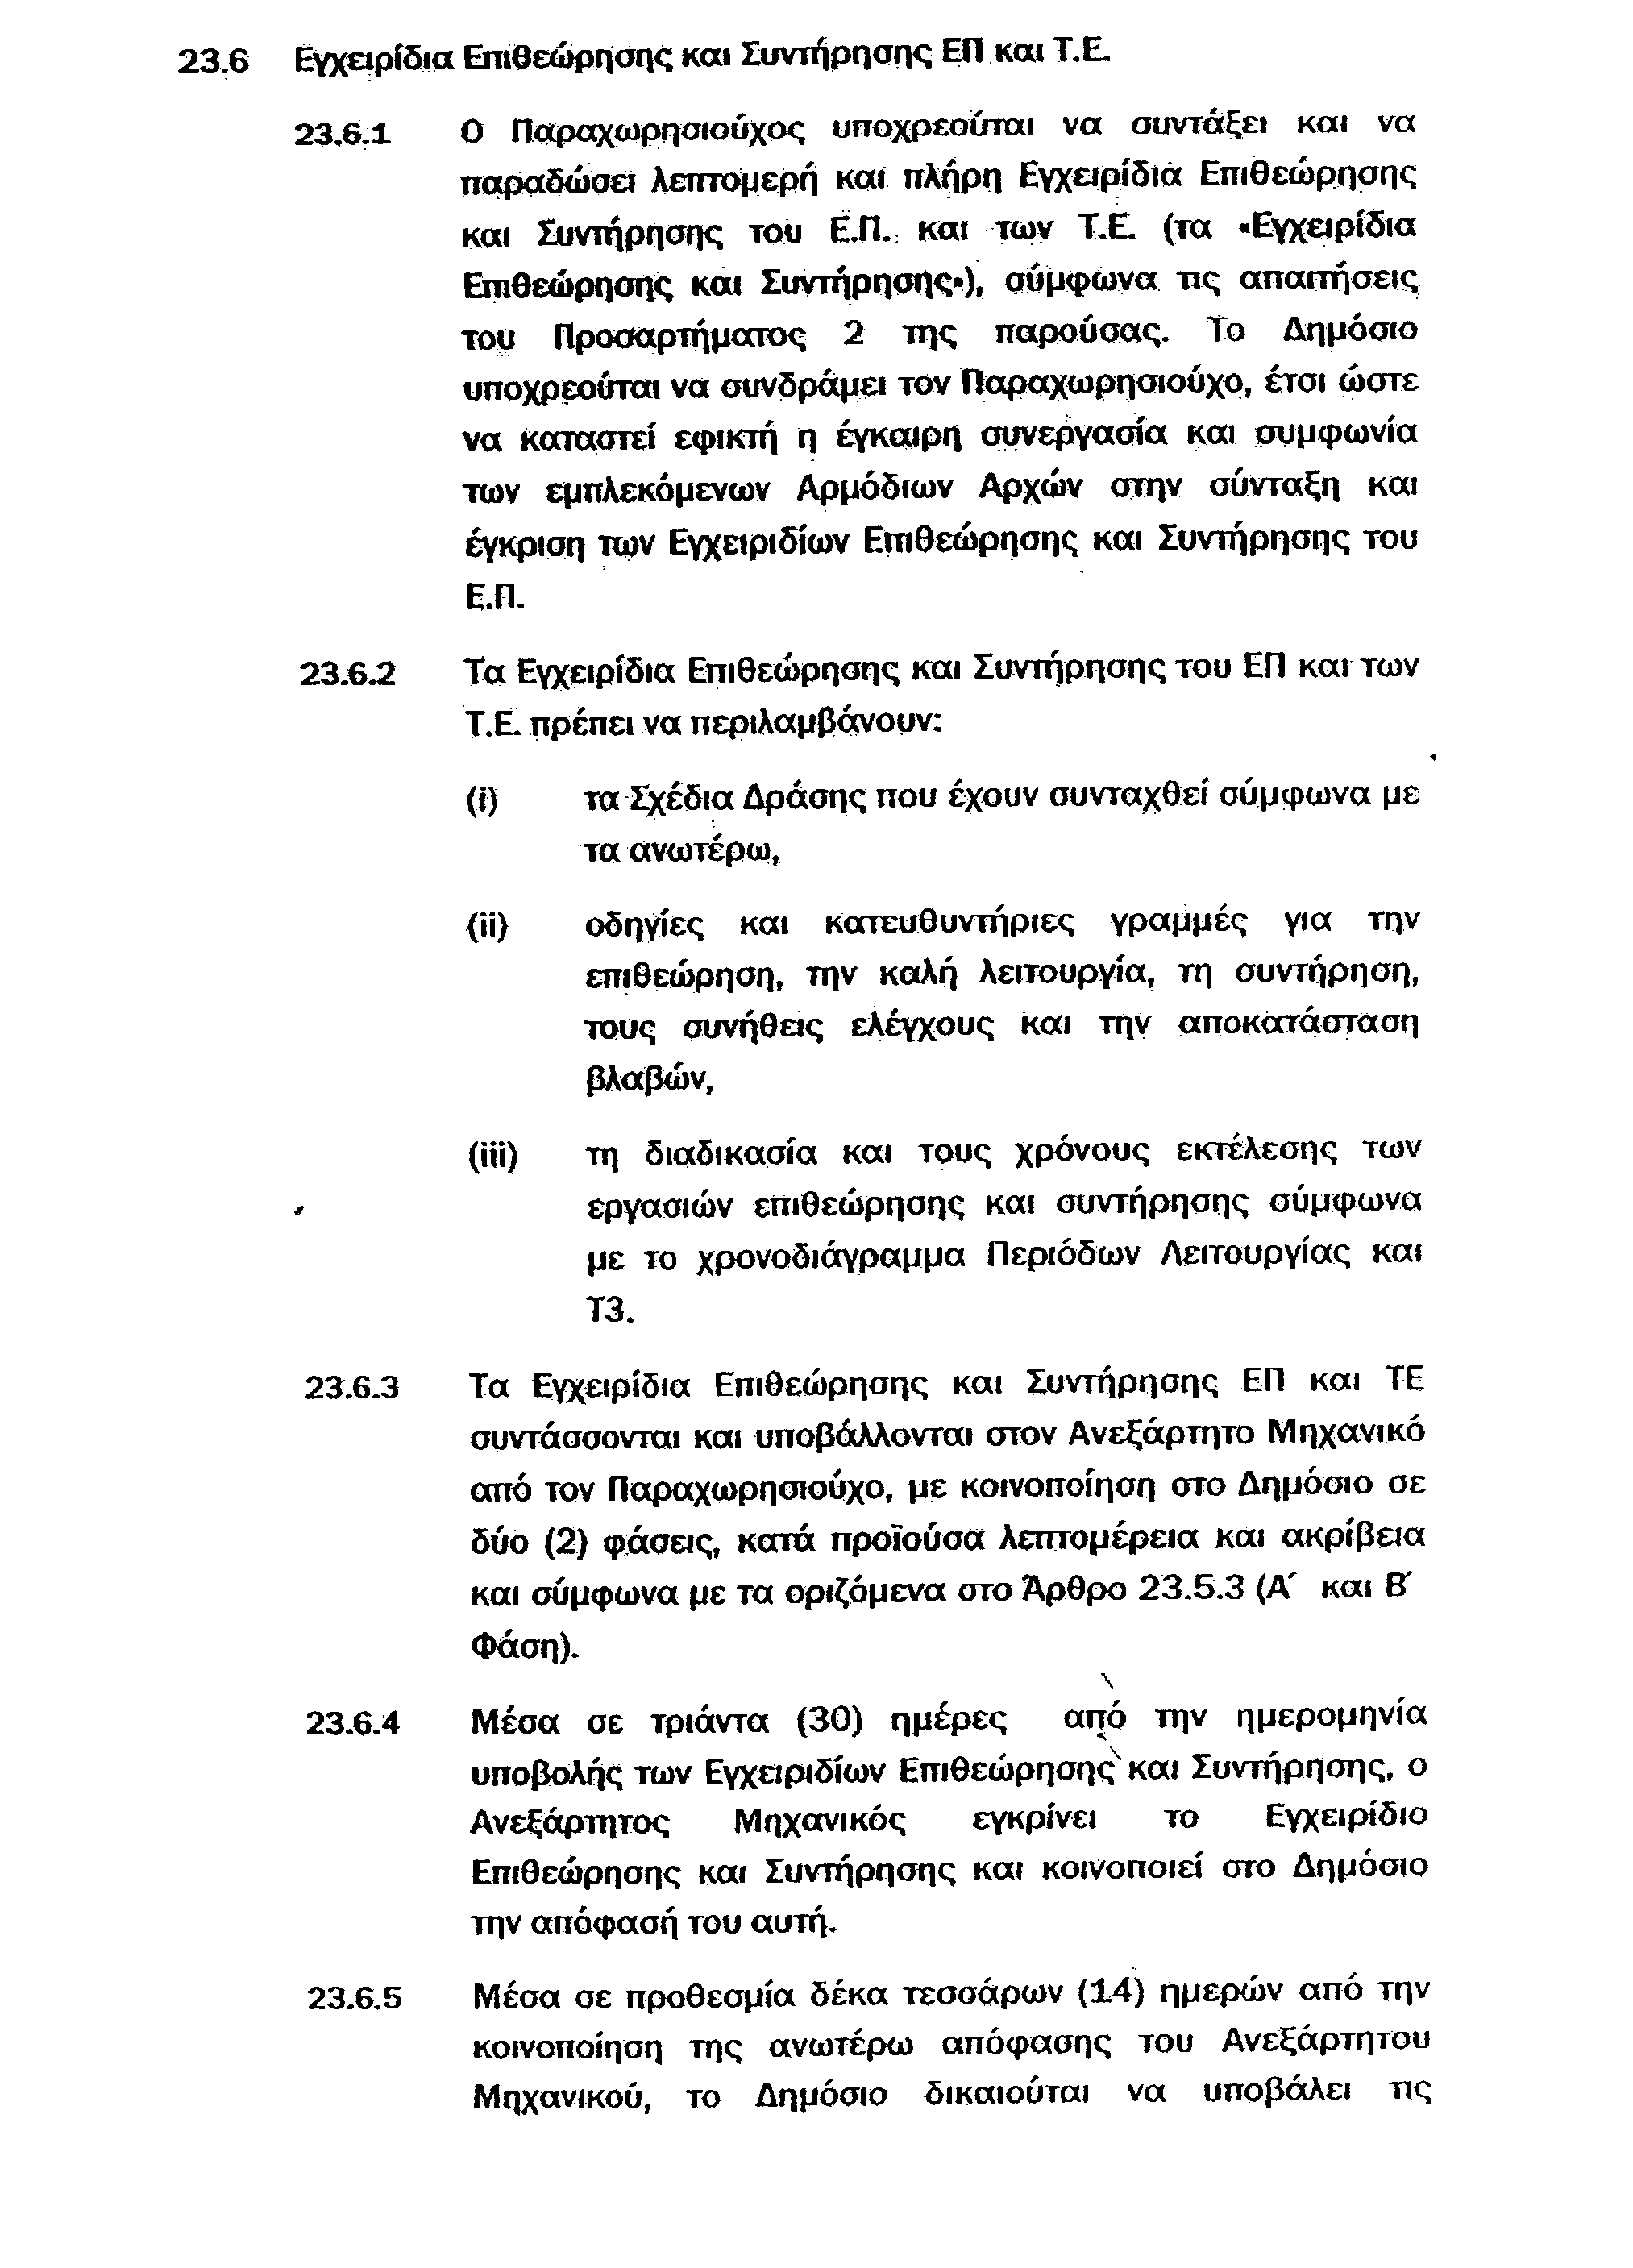 23.6 Εγχειρίδια Επιθεώρησης και Συντήρησης ΕΠ και Τ.Ε.
23.6.1 Ο Παραχωρησιούχος υποχρεούται να συντάξει και να
παραδώσει λεπτομερή και πλήρη Εγχειρίδια Επιθεώρησης
και Συντήρησης του Ε.Π. και των Τ.Ε. (τα «Εγχειρίδια
Επιθεώρησης και Συντήρησης»), σύμφωνα τις απαιτήσεις
του Προσαρτήματος 2 της παρούσας. Το Δημόσιο
υποχρεούται να συνδράμει τον Παραχωρησιούχο, έτσι ώστε
να καταστεί εφικτή η έγκαιρη συνεργασία και συμφωνία
των εμπλεκόμενων Αρμόδιων Αρχών στην σύνταξη και
έγκριση των Εγχειριδίων Επιθεώρησης και Συντήρησης του
Ε.Π.
23.6.2 Τα Εγχειρίδια Επιθεώρησης και Συντήρησης του ΕΠ και των
Τ.Ε. πρέπει να περιλαμβάνουν:
(i) τα Σχέδια Δράσης που έχουν συνταχθεί σύμφωνα με
τα ανωτέρω,
(ii) οδηγίες και κατευθυντήριες γραμμές για την
επιθεώρηση, την καλή λειτουργία, τη συντήρηση,
τους συνήθεις ελέγχους και την αποκατάσταση
βλαβών,
(iii) τη διαδικασία και τους χρόνους εκτέλεσης των
εργασιών επιθεώρησης και συντήρησης σύμφωνα
με το χρονοδιάγραμμα Περιόδων Λειτουργίας και
Τ3.
23.6.3 Τα Εγχειρίδια Επιθεώρησης και Συντήρησης ΕΠ και ΤΕ
συντάσσονται και υποβάλλονται στον Ανεξάρτητο Μηχανικό
από τον Παραχωρησιούχο, με κοινοποίηση στο Δημόσιο σε
δύο (2) φάσεις, κατά προϊούσα λεπτομέρεια και ακρίβεια
και σύμφωνα με τα οριζόμενα στο Άρθρο 23.5.3 (Α΄ και Β΄
Φάση).
23.6.4 Μέσα σε τριάντα (30) ημέρες από την ημερομηνία
υποβολής των Εγχειριδίων Επιθεώρησης και Συντήρησης, ο
Ανεξάρτητος Μηχανικός εγκρίνει το Εγχειρίδιο
Επιθεώρησης και Συντήρησης και κοινοποιεί στο Δημόσιο
την απόφασή του αυτή.
23.6.5 Μέσα σε προθεσμία δέκα τεσσάρων (14) ημερών από την
κοινοποίηση της ανωτέρω απόφασης του Ανεξάρτητου
Μηχανικού, το Δημόσιο δικαιούται να υποβάλει τις